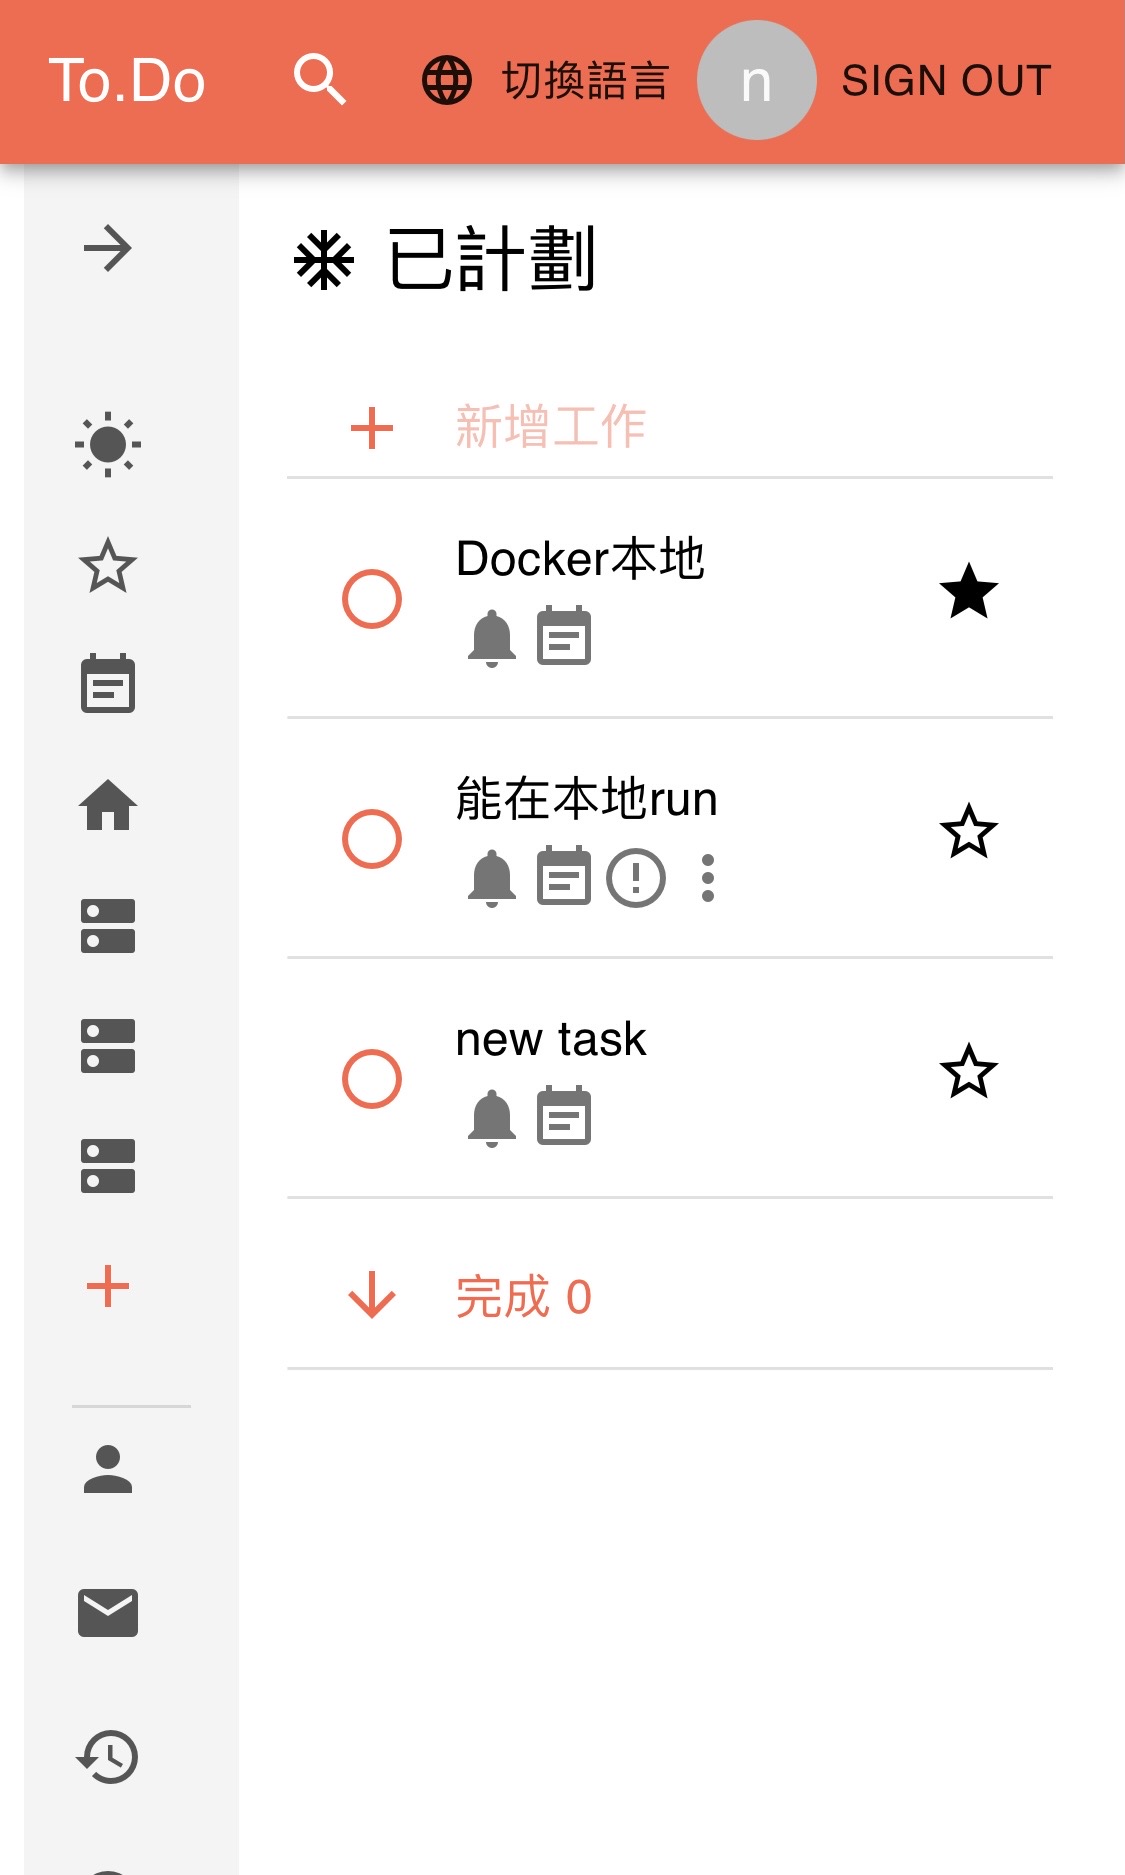 To.Do 切換語言 n SIGN OUT
已計劃
新增工作
Docker本地
能在本地run
new task
完成 0